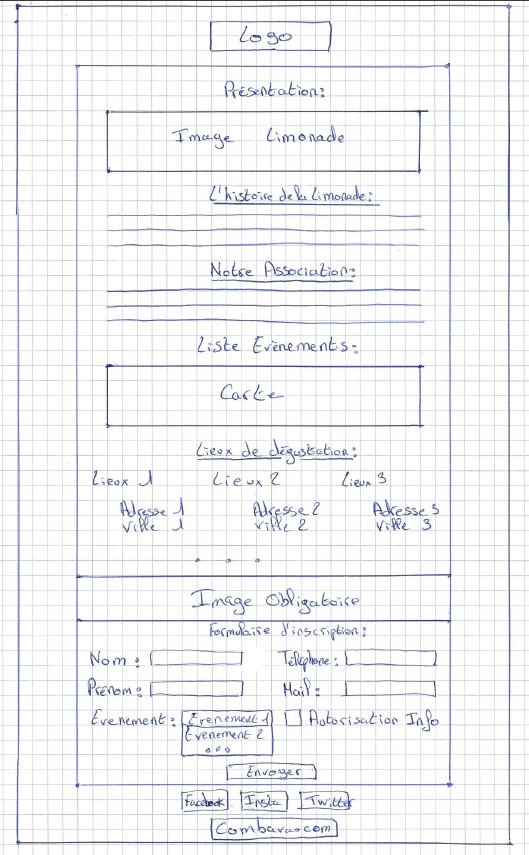 Logo
Présentation:
Image Limonade
L'histoire de la Limonade:
Notre Association:
Liste Evènements:
Carte
Lieux de dégustation:
Lieux 1 Lieux 2 Lieux 3
Adresse 1 Adresse 2 Adresse 3
Ville 1 Ville 2 Ville 3
...
Image Obligatoire
Formulaire d'inscription:
Nom: Téléphone:
Prénom: Mail:
Evenement: Evenement 1 Autorisation Info
Evenement 2
...
Envoyer
Facebook Insta Twitter
Combava.com